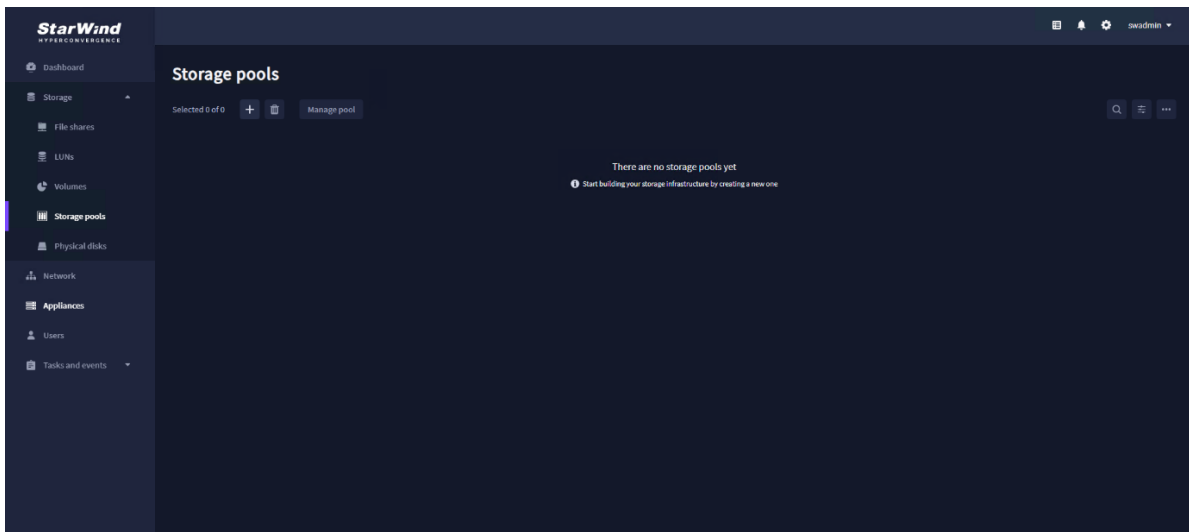 StarWind
HYPERCONVERGENCE
swadmin
Dashboard
Storage
File shares
LUNs
Volumes
Storage pools
Physical disks
Network
Appliances
Users
Tasks and events
Storage pools
Selected 0 of 0
Manage pool
There are no storage pools yet
Start building your storage infrastructure by creating a new one